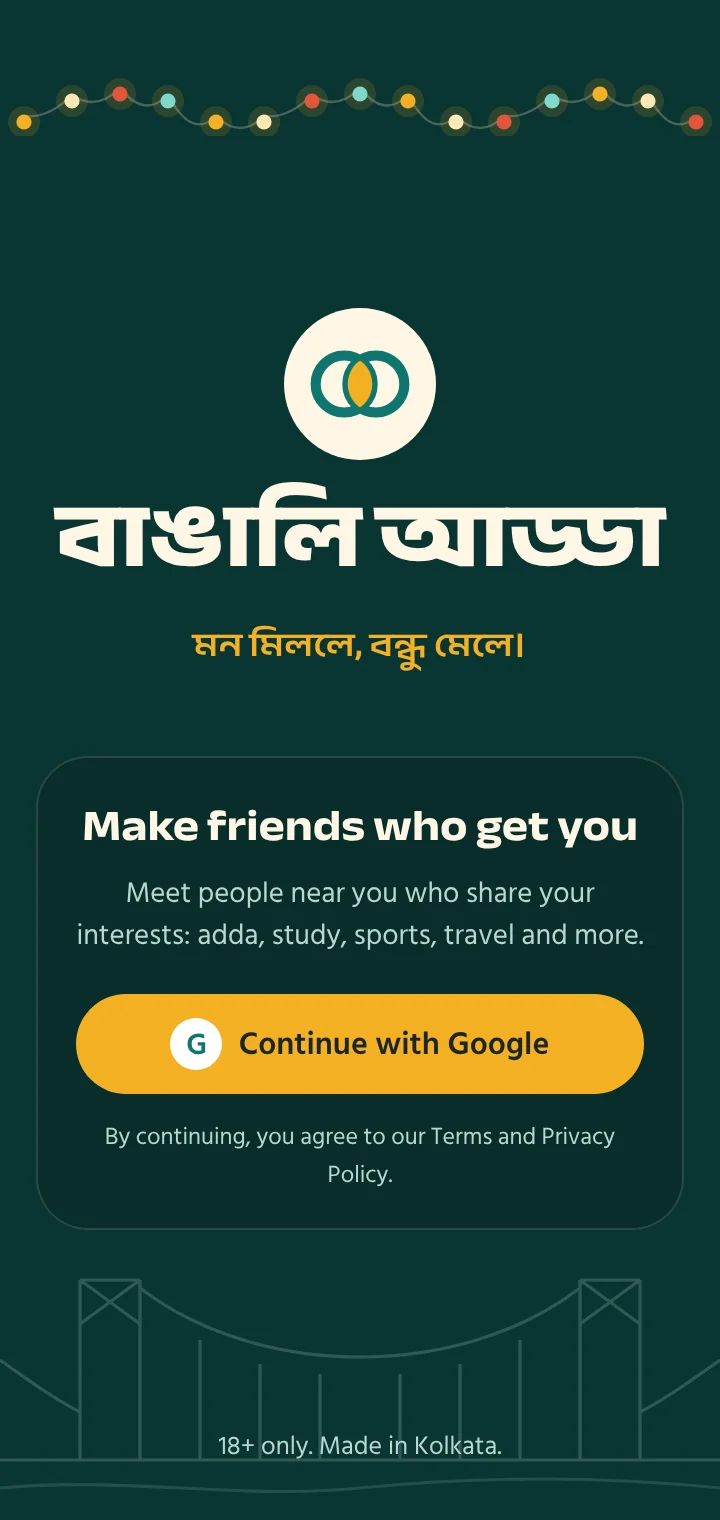 বাঙালি আড্ডা
মন মিললে, বন্ধু মেলে।
Make friends who get you
Meet people near you who share your
interests: adda, study, sports, travel and more.
G Continue with Google
By continuing, you agree to our Terms and Privacy
Policy.
18+ only. Made in Kolkata.